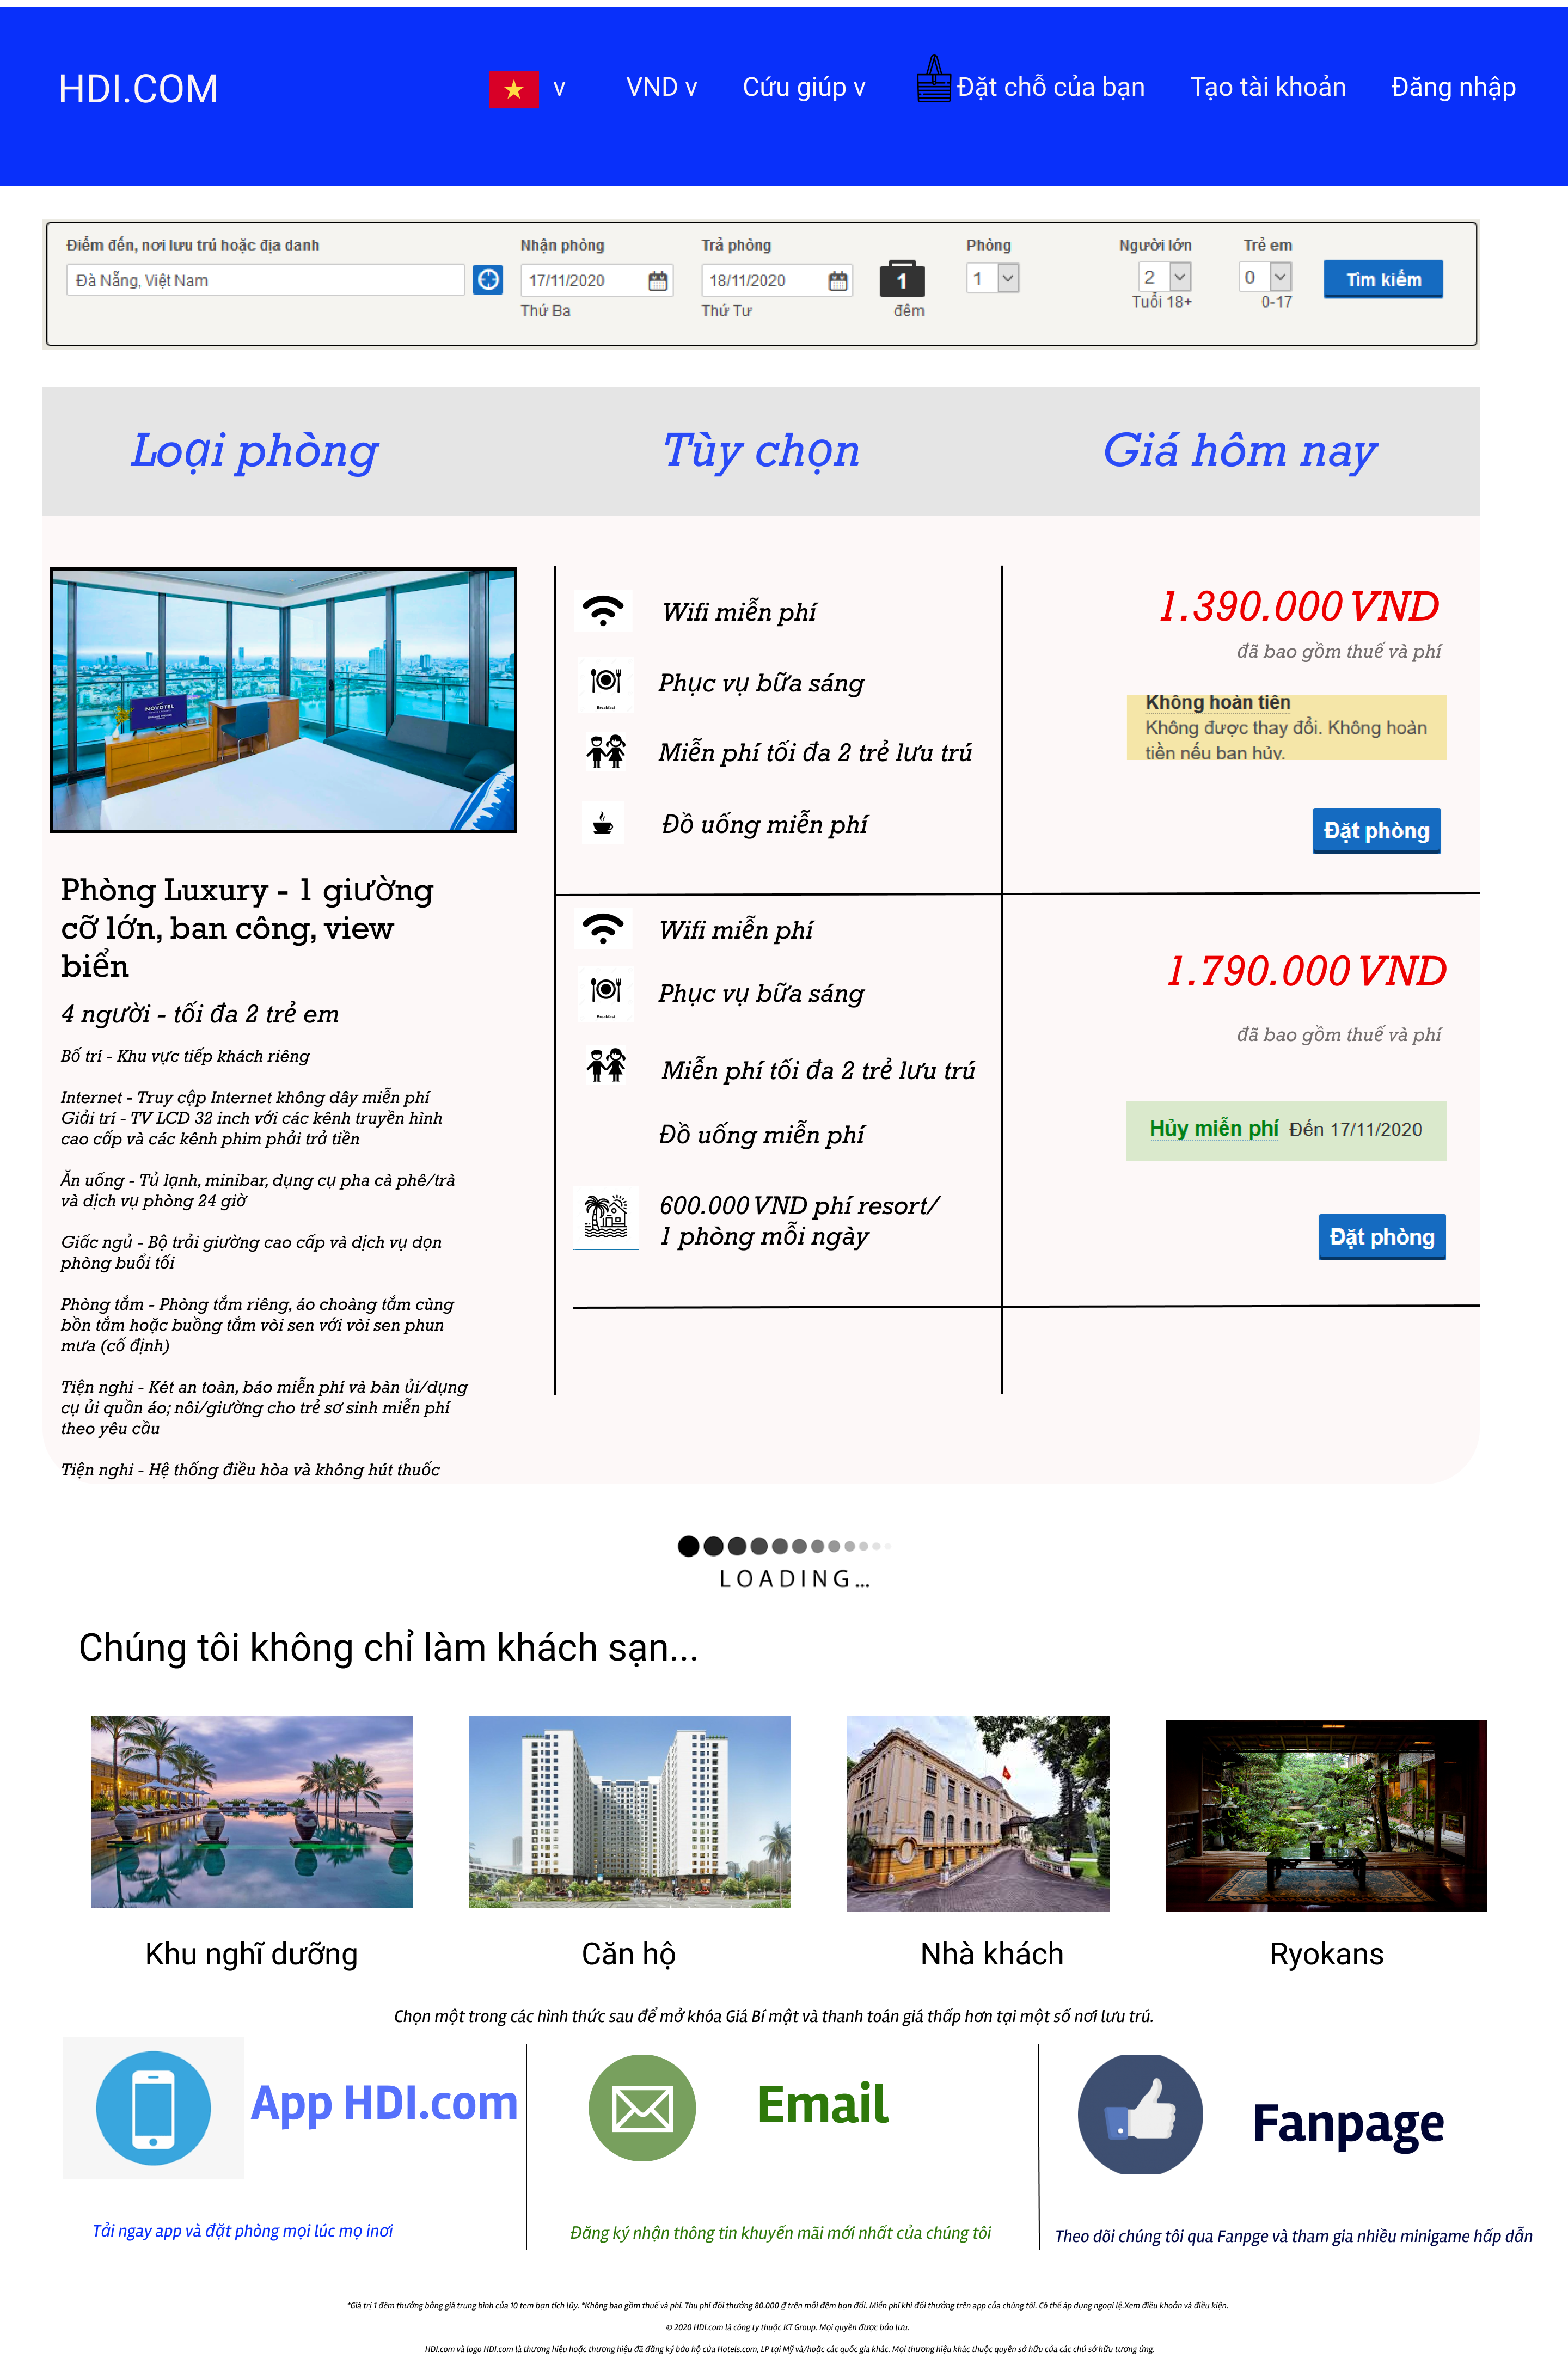 HDI.COM
v
VND v
Cứu giúp v
Đặt chỗ của bạn
Tạo tài khoản
Đăng nhập
Điểm đến, nơi lưu trú hoặc địa danh
Nhận phòng
Trả phòng
Phòng
Người lớn
Trẻ em
Đà Nẵng, Việt Nam
17/11/2020
18/11/2020
1
1
2
0
Tìm kiếm
Thứ Ba
Thứ Tư
đêm
Tuổi 18+
0-17
Loại phòng
Tùy chọn
Giá hôm nay
NOVOTEL
Phòng Luxury - 1 giường
cỡ lớn, ban công, view
biển
4 người - tối đa 2 trẻ em
Bố trí - Khu vực tiếp khách riêng
Internet - Truy cập Internet không dây miễn phí
Giải trí - TV LCD 32 inch với các kênh truyền hình
cao cấp và các kênh phim phải trả tiền
Ăn uống - Tủ lạnh, minibar, dụng cụ pha cà phê/trà
và dịch vụ phòng 24 giờ
Giấc ngủ - Bộ trải giường cao cấp và dịch vụ dọn
phòng buổi tối
Phòng tắm - Phòng tắm riêng, áo choàng tắm cùng
bồn tắm hoặc buồng tắm vòi sen với vòi sen phun
mưa (cố định)
Tiện nghi - Két an toàn, báo miễn phí và bàn ủi/dụng
cụ ủi quần áo; nôi/giường cho trẻ sơ sinh miễn phí
theo yêu cầu
Tiện nghi - Hệ thống điều hòa và không hút thuốc
Wifi miễn phí
Breakfast
Phục vụ bữa sáng
Miễn phí tối đa 2 trẻ lưu trú
Đồ uống miễn phí
1.390.000 VND
đã bao gồm thuế và phí
Không hoàn tiền
Không được thay đổi. Không hoàn
tiền nếu bạn hủy.
Đặt phòng
Wifi miễn phí
Breakfast
Phục vụ bữa sáng
Miễn phí tối đa 2 trẻ lưu trú
Đồ uống miễn phí
600.000 VND phí resort/
1 phòng mỗi ngày
1.790.000 VND
đã bao gồm thuế và phí
Hủy miễn phí Đến 17/11/2020
Đặt phòng
LOADING...
Chúng tôi không chỉ làm khách sạn...
Khu nghĩ dưỡng
Căn hộ
Nhà khách
Ryokans
Chọn một trong các hình thức sau để mở khóa Giá Bí mật và thanh toán giá thấp hơn tại một số nơi lưu trú.
App HDI.com
Email
Fanpage
Tải ngay app và đặt phòng mọi lúc mọ inơi
Đăng ký nhận thông tin khuyến mãi mới nhất của chúng tôi
Theo dõi chúng tôi qua Fanpge và tham gia nhiều minigame hấp dẫn
*Giá trị 1 đêm thưởng bằng giá trung bình của 10 tem bạn tích lũy. *Không bao gồm thuế và phí. Thu phí đổi thưởng 80.000 ₫ trên mỗi đêm bạn đổi. Miễn phí khi đổi thưởng trên app của chúng tôi. Có thể áp dụng ngoại lệ.Xem điều khoản và điều kiện.
© 2020 HDI.com là công ty thuộc KT Group. Mọi quyền được bảo lưu.
HDI.com và logo HDI.com là thương hiệu hoặc thương hiệu đã đăng ký bảo hộ của Hotels.com, LP tại Mỹ và/hoặc các quốc gia khác. Mọi thương hiệu khác thuộc quyền sở hữu của các chủ sở hữu tương ứng.